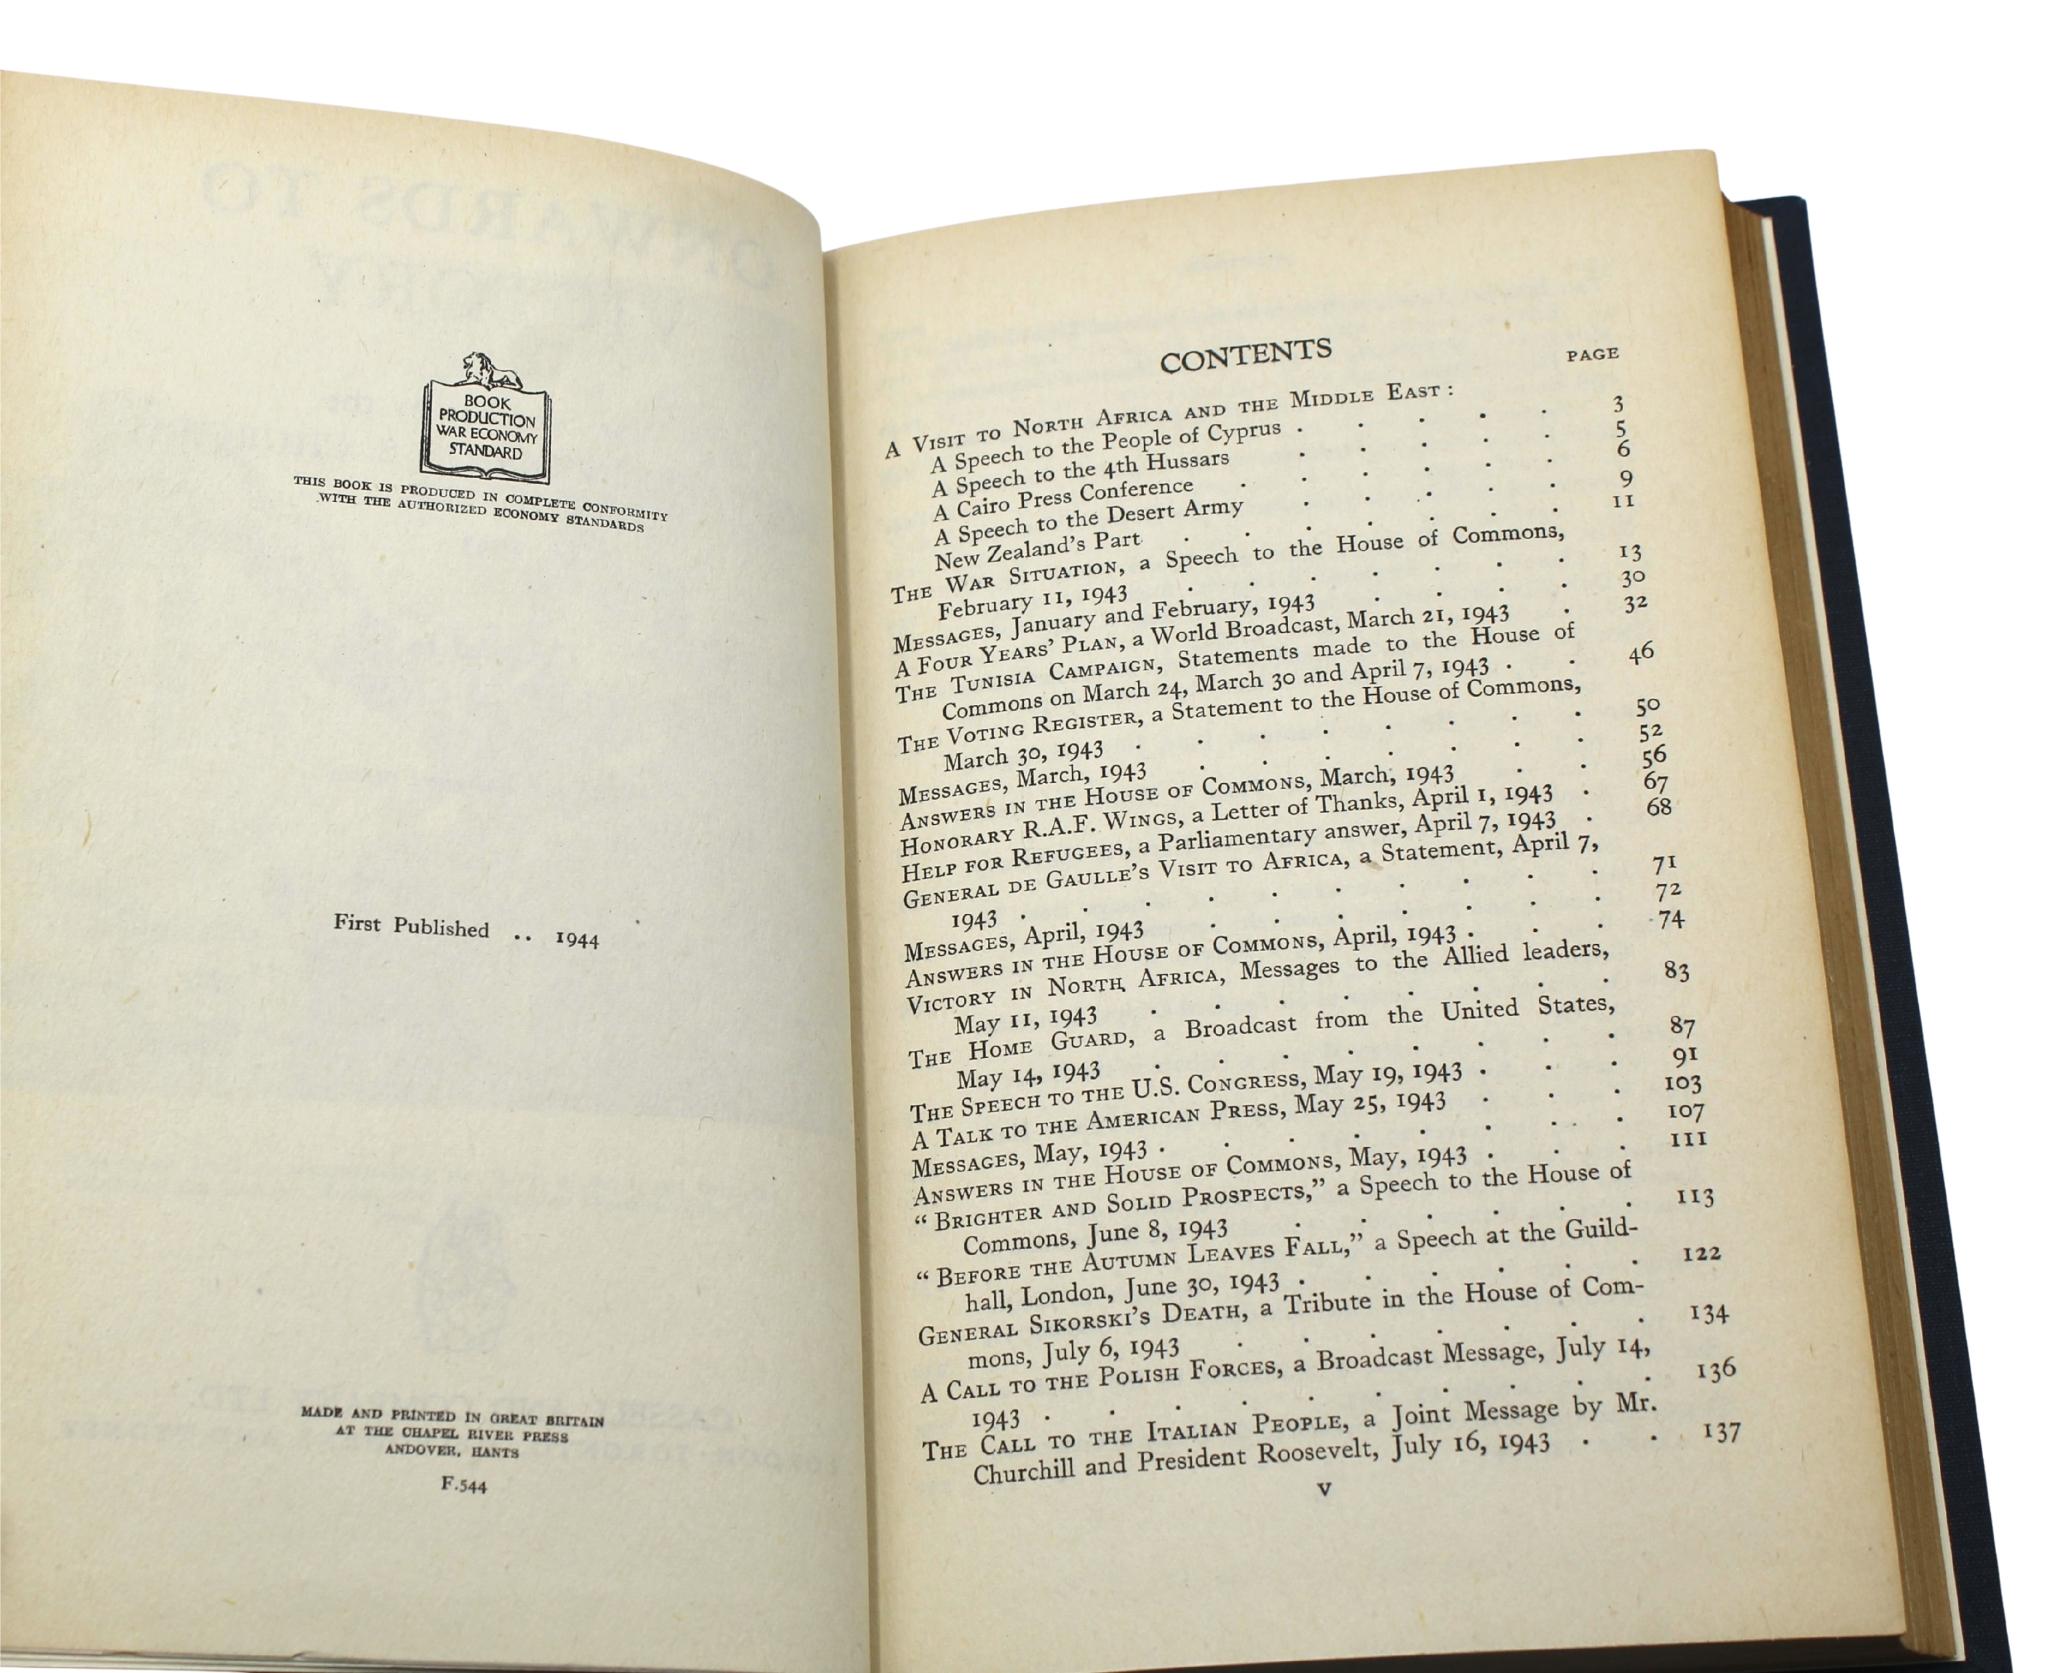 BOOK
PRODUCTION
WAR ECONOMY
STANDARD
THIS BOOK IS PRODUCED IN COMPLETE CONFORMITY
WITH THE AUTHORIZED ECONOMY STANDARDS
First Published .. 1944
MADE AND PRINTED IN GREAT BRITAIN
AT THE CHAPEL RIVER PRESS
ANDOVER, HANTS
F.544
CONTENTS
PAGE
A VISIT TO NORTH AFRICA AND THE MIDDLE EAST :
A Speech to the People of Cyprus . . . . . 3
A Speech to the 4th Hussars . . . . . 5
A Cairo Press Conference . . . . . . 6
A Speech to the Desert Army . . . . . 9
New Zealand's Part . . . . . . . 11
THE WAR SITUATION, a Speech to the House of Commons,
February 11, 1943 . . . . . . . 13
MESSAGES, January and February, 1943 . . . . . 30
A FOUR YEARS' PLAN, a World Broadcast, March 21, 1943 . 32
THE TUNISIA CAMPAIGN, Statements made to the House of
Commons on March 24, March 30 and April 7, 1943 . . 46
THE VOTING REGISTER, a Statement to the House of Commons,
March 30, 1943 . . . . . . . . 50
MESSAGES, March, 1943 . . . . . . . 52
ANSWERS IN THE HOUSE OF COMMONS, March, 1943 . . 56
HONORARY R.A.F. WINGS, a Letter of Thanks, April 1, 1943 . 67
HELP FOR REFUGEES, a Parliamentary answer, April 7, 1943 . 68
GENERAL DE GAULLE'S VISIT TO AFRICA, a Statement, April 7,
1943 . . . . . . . . . . 71
MESSAGES, April, 1943 . . . . . . . 72
ANSWERS IN THE HOUSE OF COMMONS, April, 1943 . . . 74
VICTORY IN NORTH AFRICA, Messages to the Allied leaders,
May 11, 1943 . . . . . . . . 83
THE HOME GUARD, a Broadcast from the United States,
May 14, 1943 . . . . . . . . 87
THE SPEECH TO THE U.S. CONGRESS, May 19, 1943 . . . 91
A TALK TO THE AMERICAN PRESS, May 25, 1943 . . . 103
MESSAGES, May, 1943 . . . . . . . . 107
ANSWERS IN THE HOUSE OF COMMONS, May, 1943 . . . 111
“ BRIGHTER AND SOLID PROSPECTS,” a Speech to the House of
Commons, June 8, 1943 . . . . . . 113
“ BEFORE THE AUTUMN LEAVES FALL,” a Speech at the Guild-
hall, London, June 30, 1943 . . . . . . 122
GENERAL SIKORSKI'S DEATH, a Tribute in the House of Com-
mons, July 6, 1943 . . . . . . . 134
A CALL TO THE POLISH FORCES, a Broadcast Message, July 14,
1943 . . . . . . . . . . 136
THE CALL TO THE ITALIAN PEOPLE, a Joint Message by Mr.
Churchill and President Roosevelt, July 16, 1943 . . 137
v